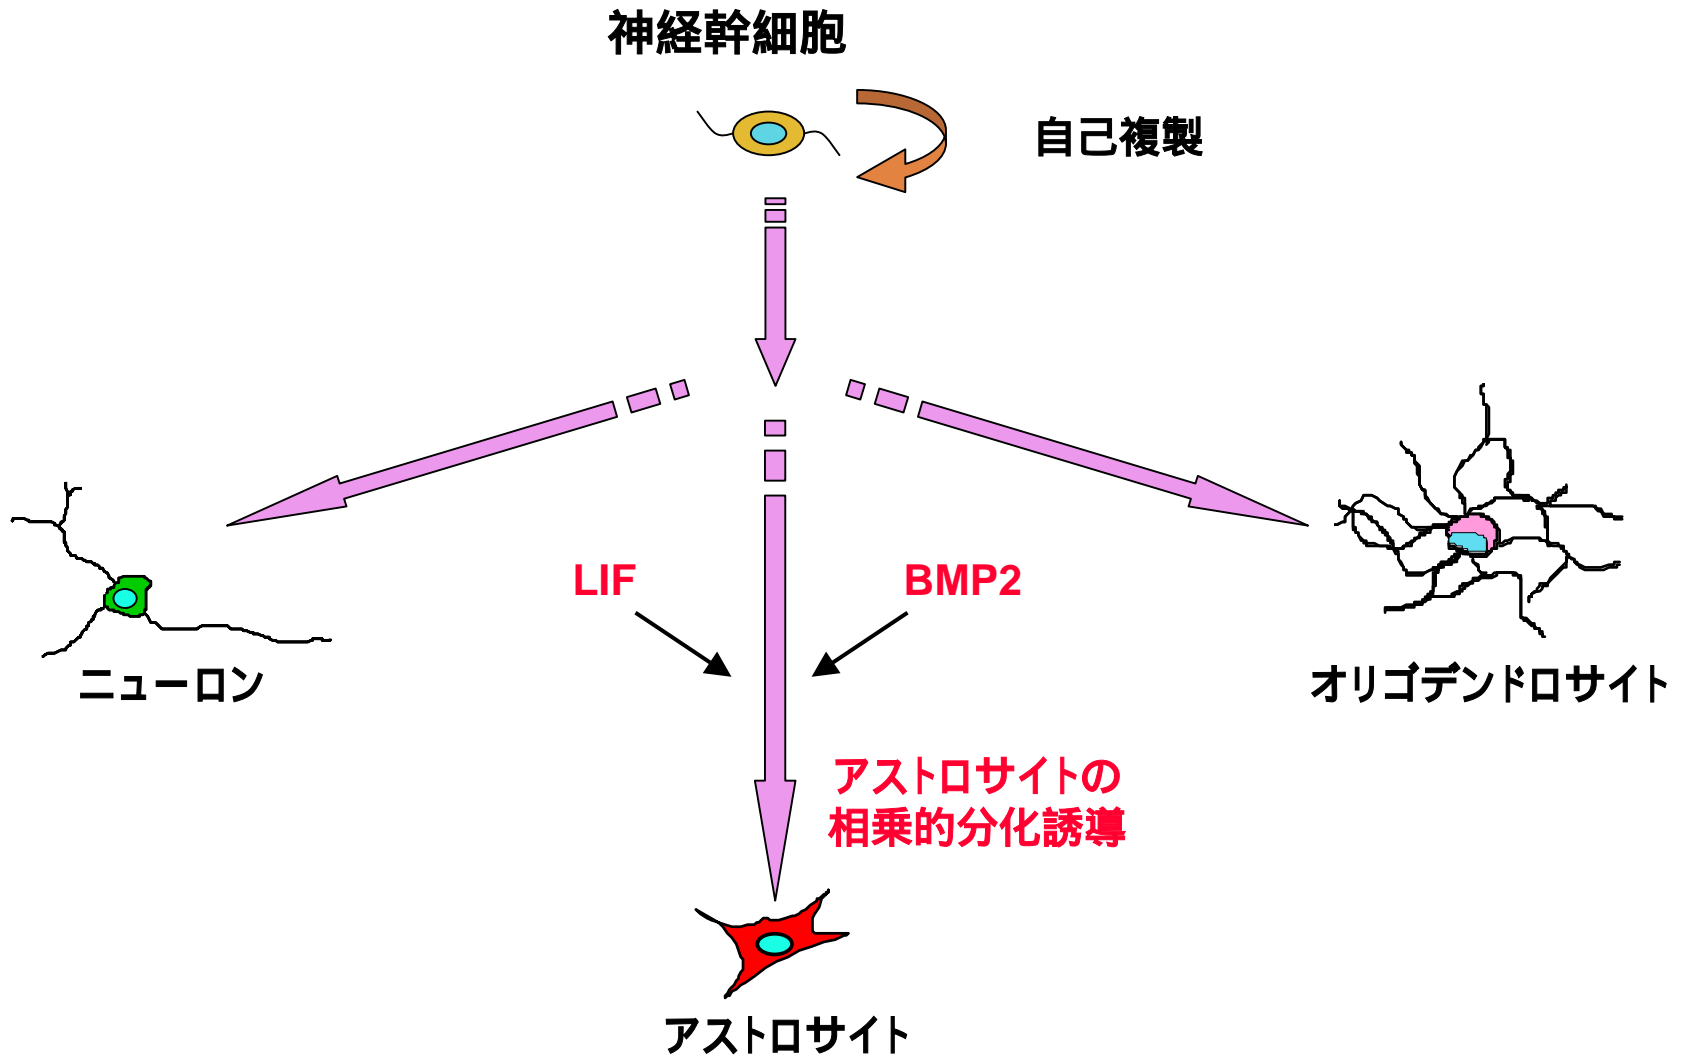 神経幹細胞
自己複製
LIF
BMP2
ニューロン
オリゴデンドロサイト
アストロサイトの
相乗的分化誘導
アストロサイト